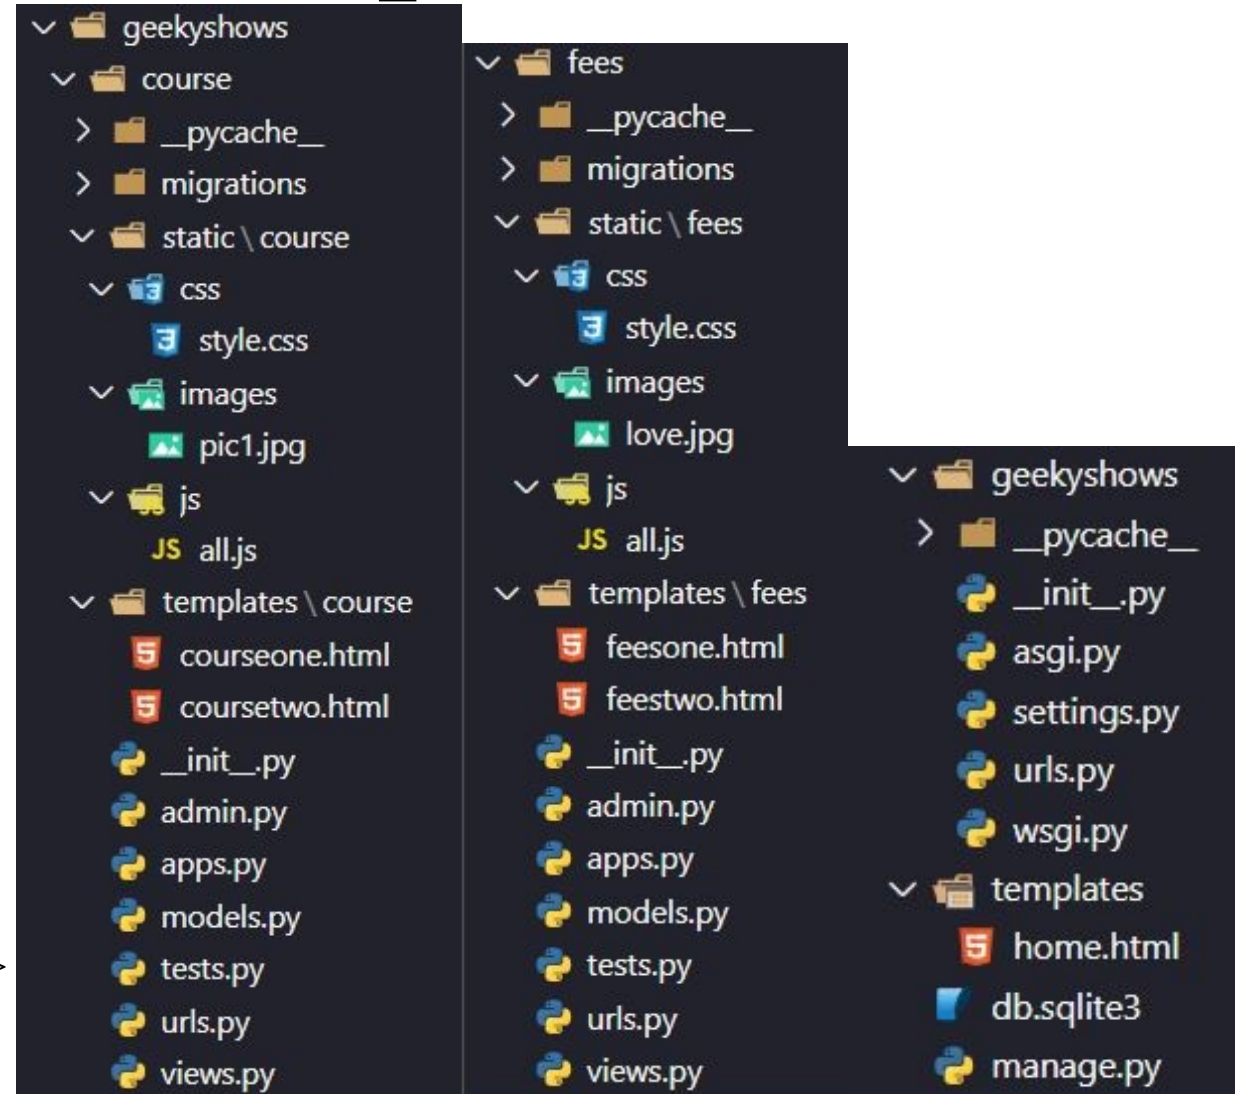 geekyshows
course
__pycache__
migrations
static \ course
css
style.css
images
pic1.jpg
js
JS all.js
templates \ course
courseone.html
coursetwo.html
__init__.py
admin.py
apps.py
models.py
tests.py
urls.py
views.py
fees
__pycache__
migrations
static \ fees
css
style.css
images
love.jpg
js
JS all.js
templates \ fees
feesone.html
feestwo.html
__init__.py
admin.py
apps.py
models.py
tests.py
urls.py
views.py
geekyshows
__pycache__
__init__.py
asgi.py
settings.py
urls.py
wsgi.py
templates
home.html
db.sqlite3
manage.py